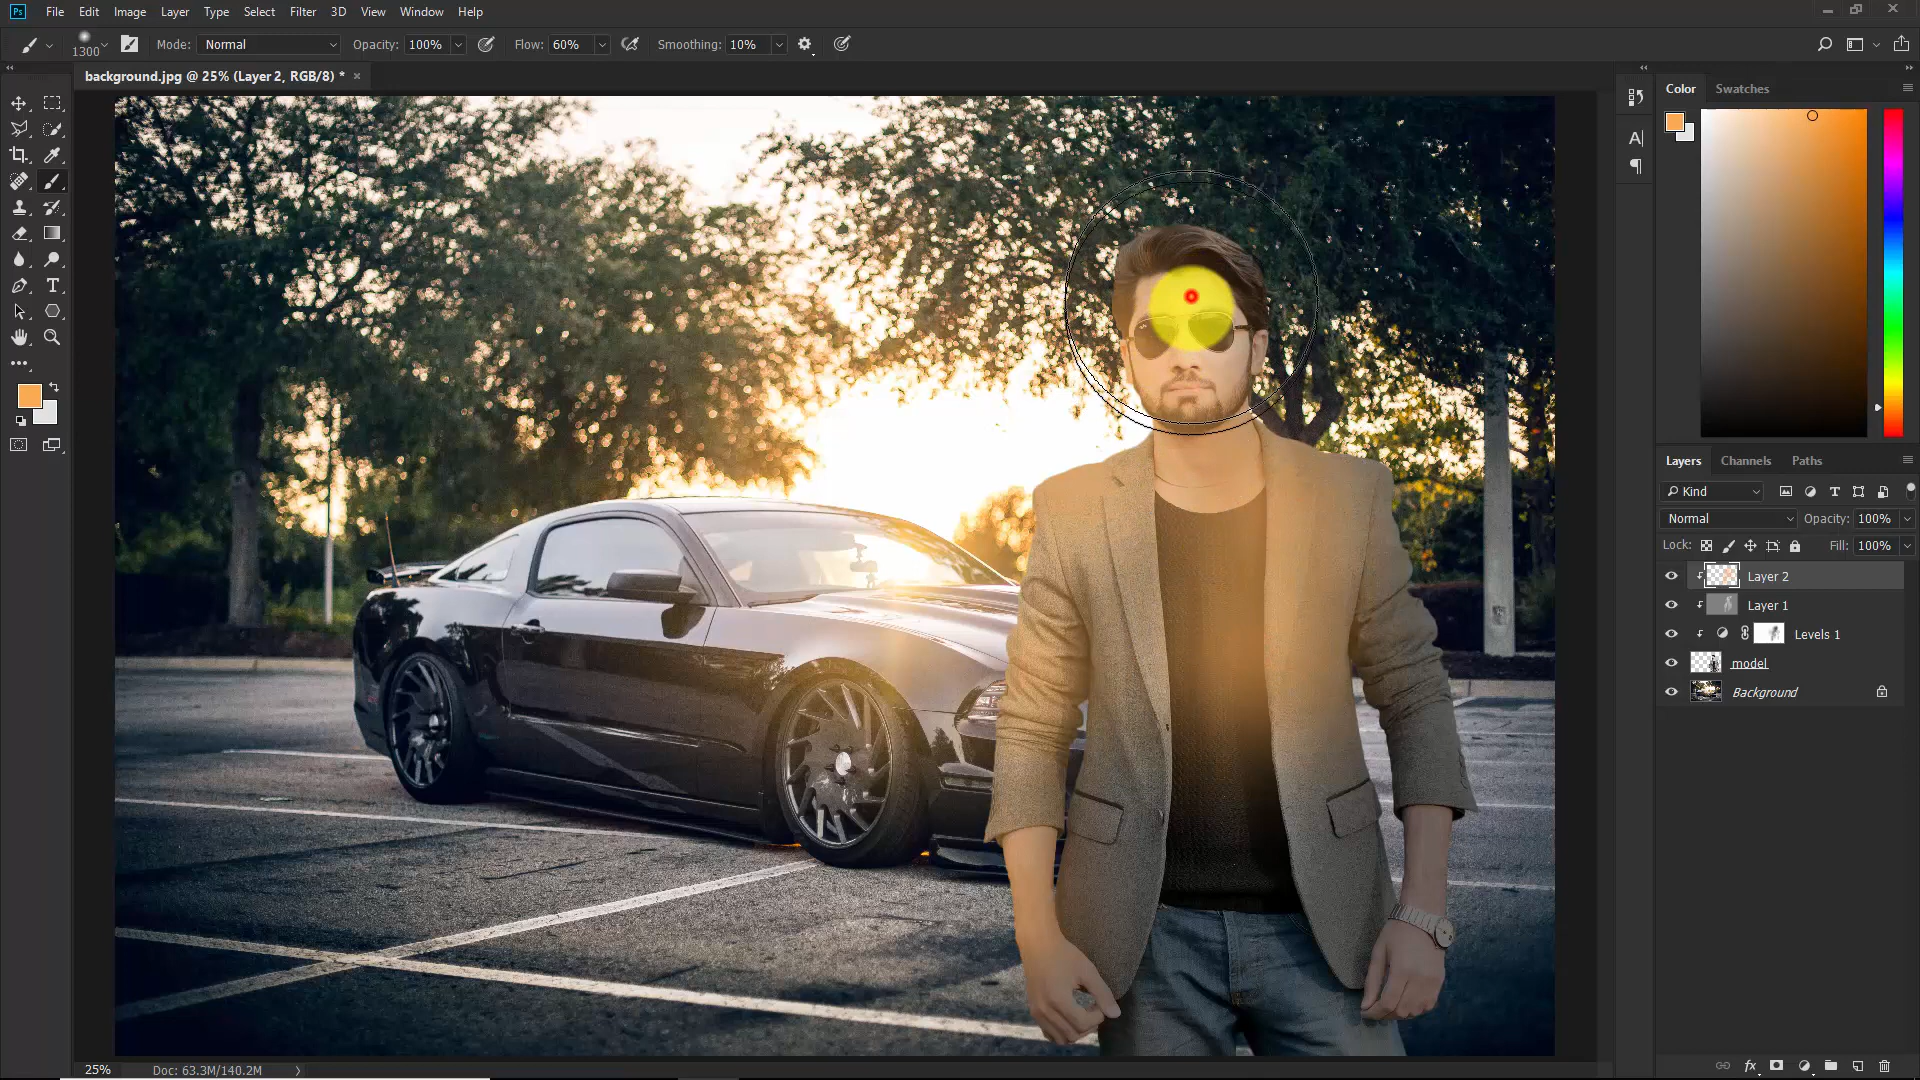 Ps File Edit Image Layer Type Select Filter 3D View Window Help
1300 Mode: Normal Opacity: 100% Flow: 60% Smoothing: 10%
background.jpg @ 25% (Layer 2, RGB/8) * ×
Color Swatches
A|
Layers Channels Paths
Kind
Normal Opacity: 100%
Lock: Fill: 100%
Layer 2
Layer 1
Levels 1
model
Background
fx
25% Doc: 63.3M/140.2M